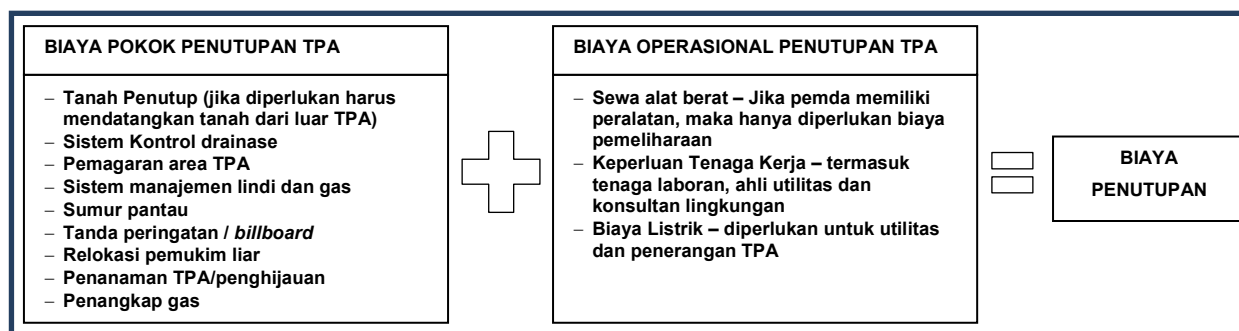 BIAYA POKOK PENUTUPAN TPA
– Tanah Penutup (jika diperlukan harus
mendatangkan tanah dari luar TPA)
– Sistem Kontrol drainase
– Pemagaran area TPA
– Sistem manajemen lindi dan gas
– Sumur pantau
– Tanda peringatan / billboard
– Relokasi pemukim liar
– Penanaman TPA/penghijauan
– Penangkap gas
BIAYA OPERASIONAL PENUTUPAN TPA
– Sewa alat berat – Jika pemda memiliki
peralatan, maka hanya diperlukan biaya
pemeliharaan
– Keperluan Tenaga Kerja – termasuk
tenaga laboran, ahli utilitas dan
konsultan lingkungan
– Biaya Listrik – diperlukan untuk utilitas
dan penerangan TPA
BIAYA
PENUTUPAN